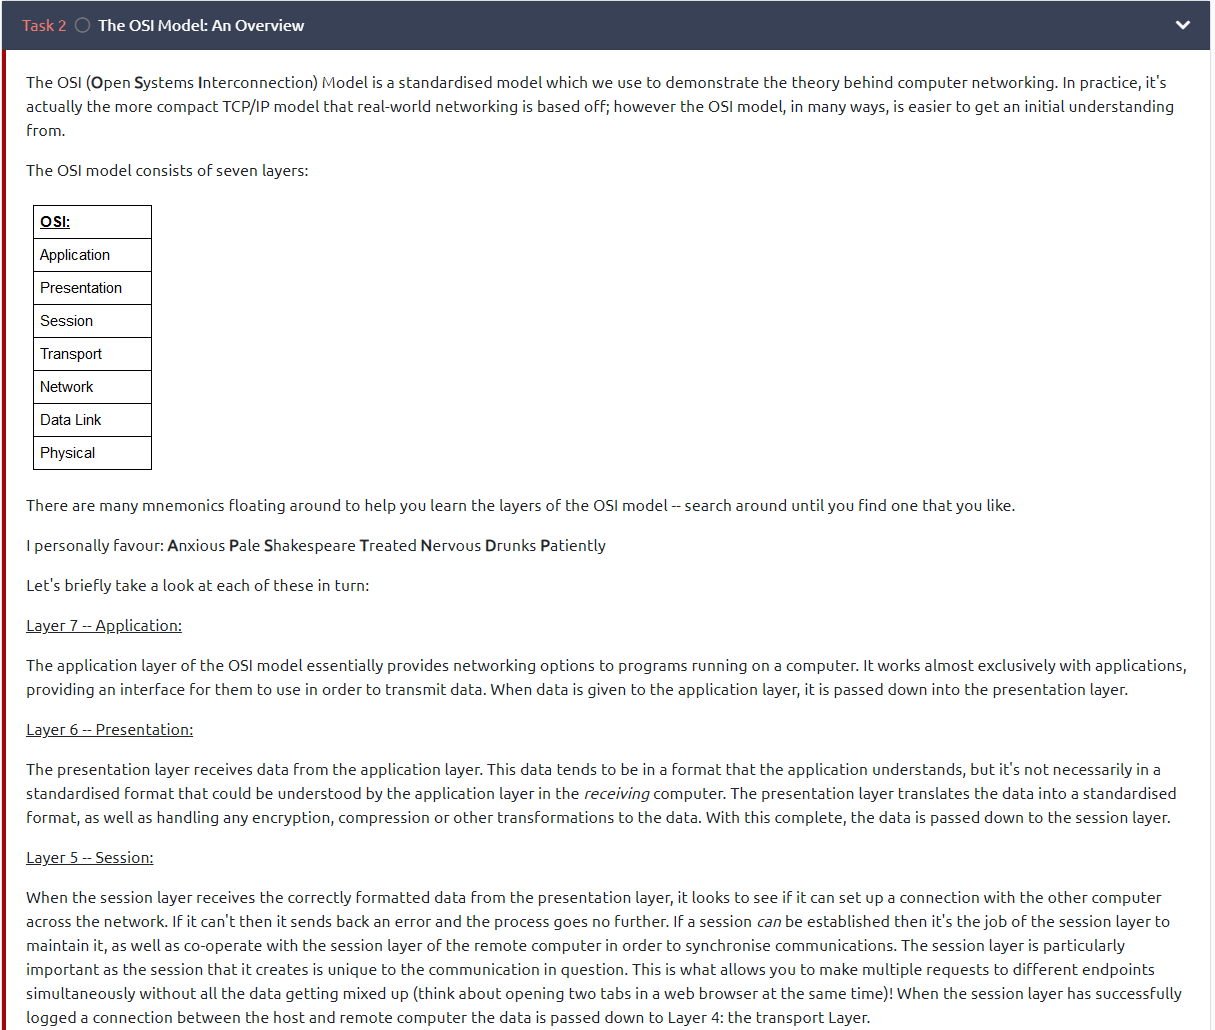 Task 2 The OSI Model: An Overview
The OSI (Open Systems Interconnection) Model is a standardised model which we use to demonstrate the theory behind computer networking. In practice, it's
actually the more compact TCP/IP model that real-world networking is based off; however the OSI model, in many ways, is easier to get an initial understanding
from.
The OSI model consists of seven layers:
OSI:
Application
Presentation
Session
Transport
Network
Data Link
Physical
There are many mnemonics floating around to help you learn the layers of the OSI model -- search around until you find one that you like.
I personally favour: Anxious Pale Shakespeare Treated Nervous Drunks Patiently
Let's briefly take a look at each of these in turn:
Layer 7 -- Application:
The application layer of the OSI model essentially provides networking options to programs running on a computer. It works almost exclusively with applications,
providing an interface for them to use in order to transmit data. When data is given to the application layer, it is passed down into the presentation layer.
Layer 6 -- Presentation:
The presentation layer receives data from the application layer. This data tends to be in a format that the application understands, but it's not necessarily in a
standardised format that could be understood by the application layer in the receiving computer. The presentation layer translates the data into a standardised
format, as well as handling any encryption, compression or other transformations to the data. With this complete, the data is passed down to the session layer.
Layer 5 -- Session:
When the session layer receives the correctly formatted data from the presentation layer, it looks to see if it can set up a connection with the other computer
across the network. If it can't then it sends back an error and the process goes no further. If a session can be established then it's the job of the session layer to
maintain it, as well as co-operate with the session layer of the remote computer in order to synchronise communications. The session layer is particularly
important as the session that it creates is unique to the communication in question. This is what allows you to make multiple requests to different endpoints
simultaneously without all the data getting mixed up (think about opening two tabs in a web browser at the same time)! When the session layer has successfully
logged a connection between the host and remote computer the data is passed down to Layer 4: the transport Layer.